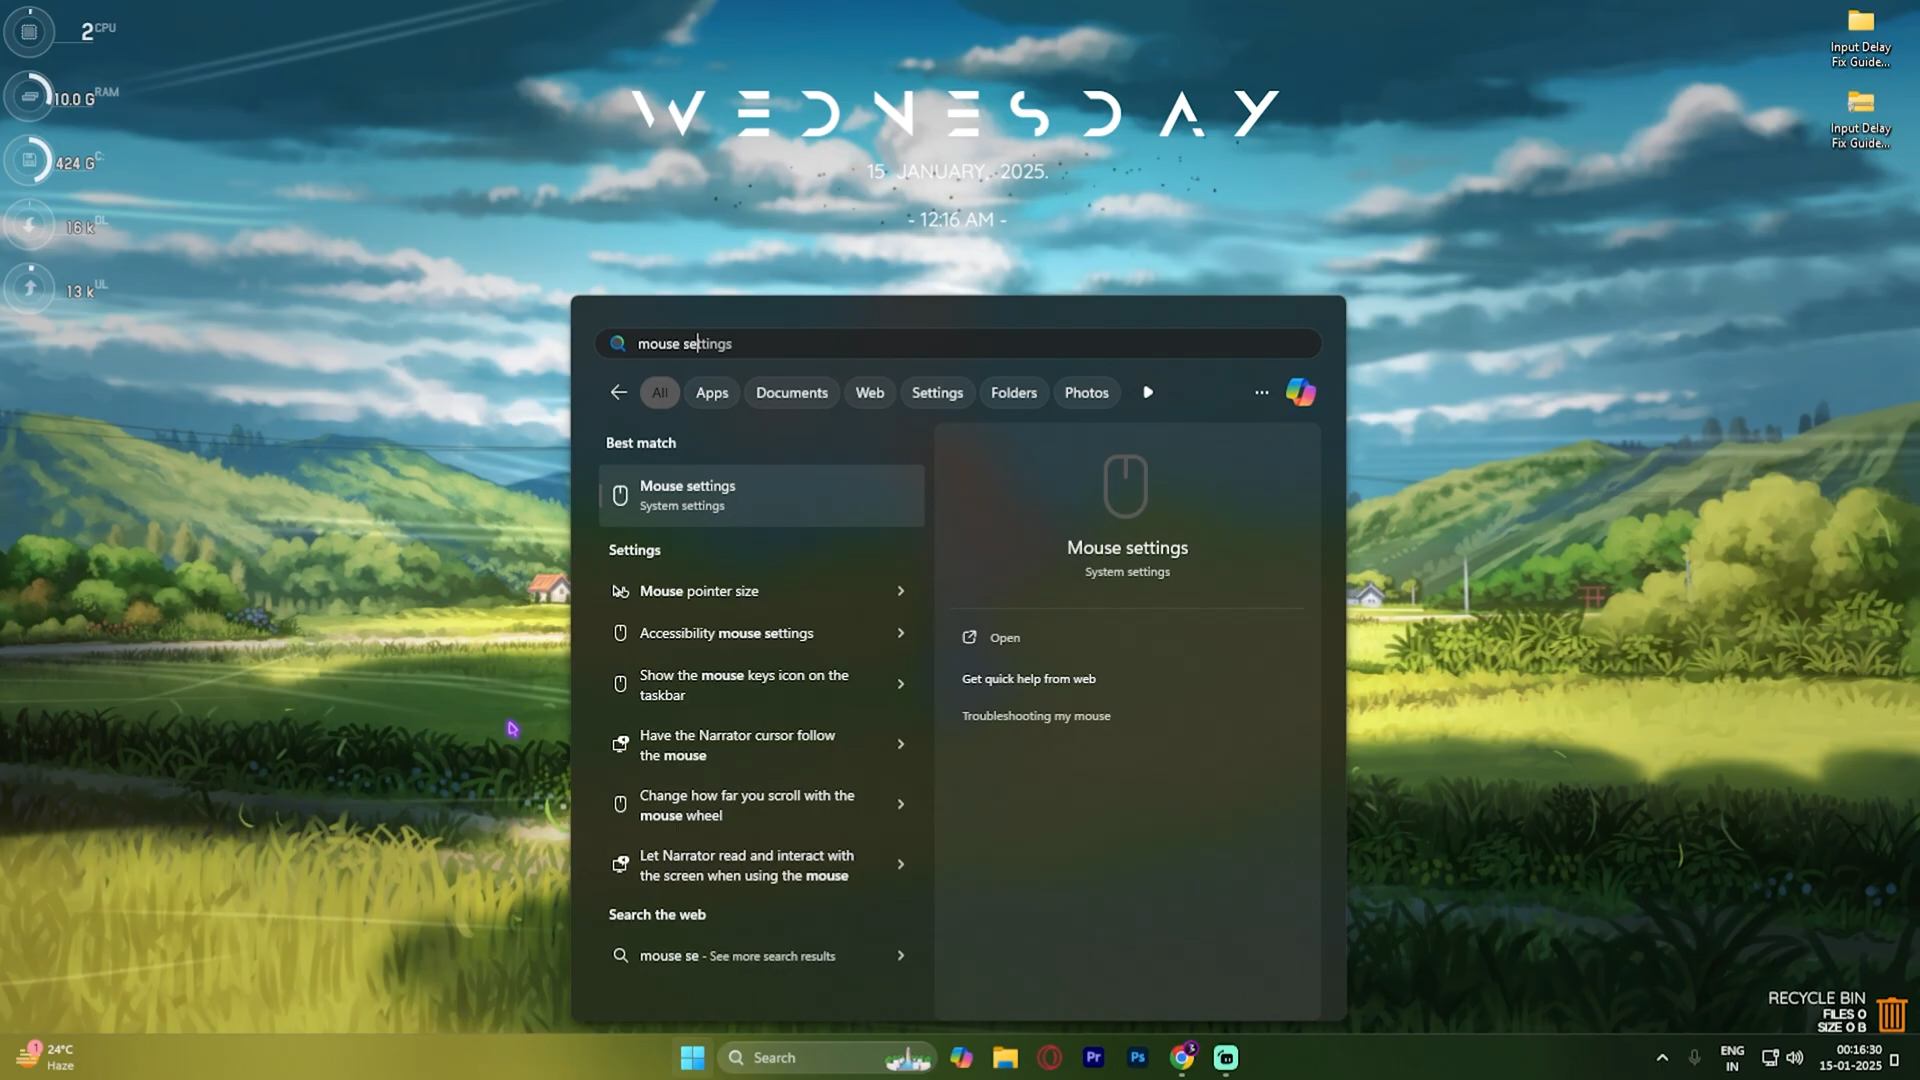 2 CPU
10.0 G RAM
424 G C:
16 k DL
13 k UL
WEDNESDAY
15 JANUARY, 2025.
- 12:16 AM -
Input Delay
Fix Guide...
Input Delay
Fix Guide...
mouse settings
All Apps Documents Web Settings Folders Photos
Best match
Mouse settings
System settings
Settings
Mouse pointer size
Accessibility mouse settings
Show the mouse keys icon on the
taskbar
Have the Narrator cursor follow
the mouse
Change how far you scroll with the
mouse wheel
Let Narrator read and interact with
the screen when using the mouse
Search the web
mouse se - See more search results
Mouse settings
System settings
Open
Get quick help from web
Troubleshooting my mouse
RECYCLE BIN
FILES 0
SIZE 0 B
1
24°C
Haze
Search
Pr
Ps
3
ENG
IN
00:16:30
15-01-2025